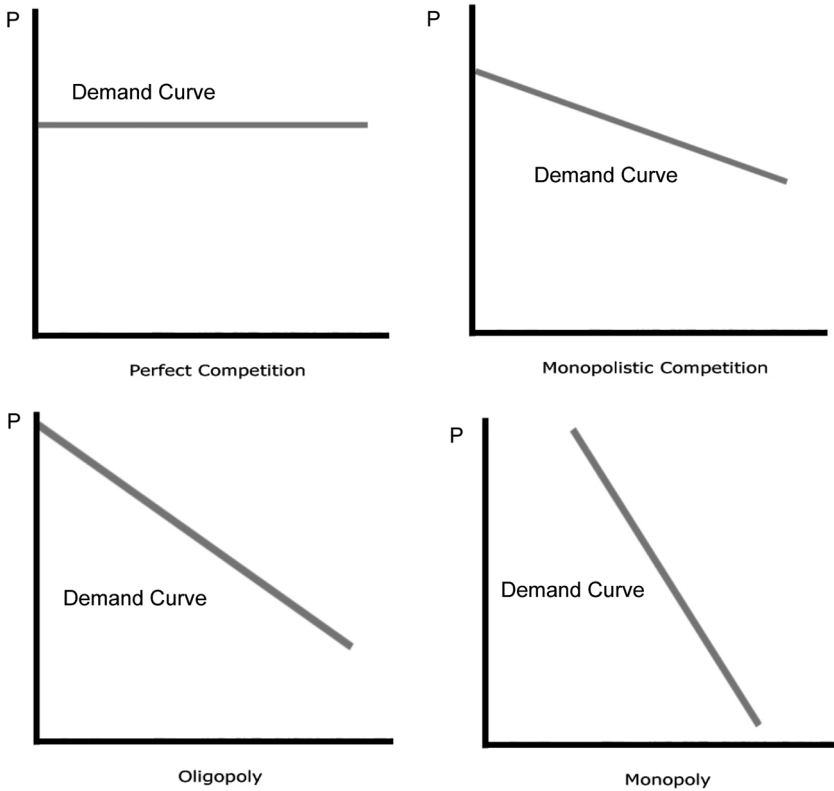 P
Demand Curve
Perfect Competition
P
Demand Curve
Monopolistic Competition
P
Demand Curve
Oligopoly
P
Demand Curve
Monopoly